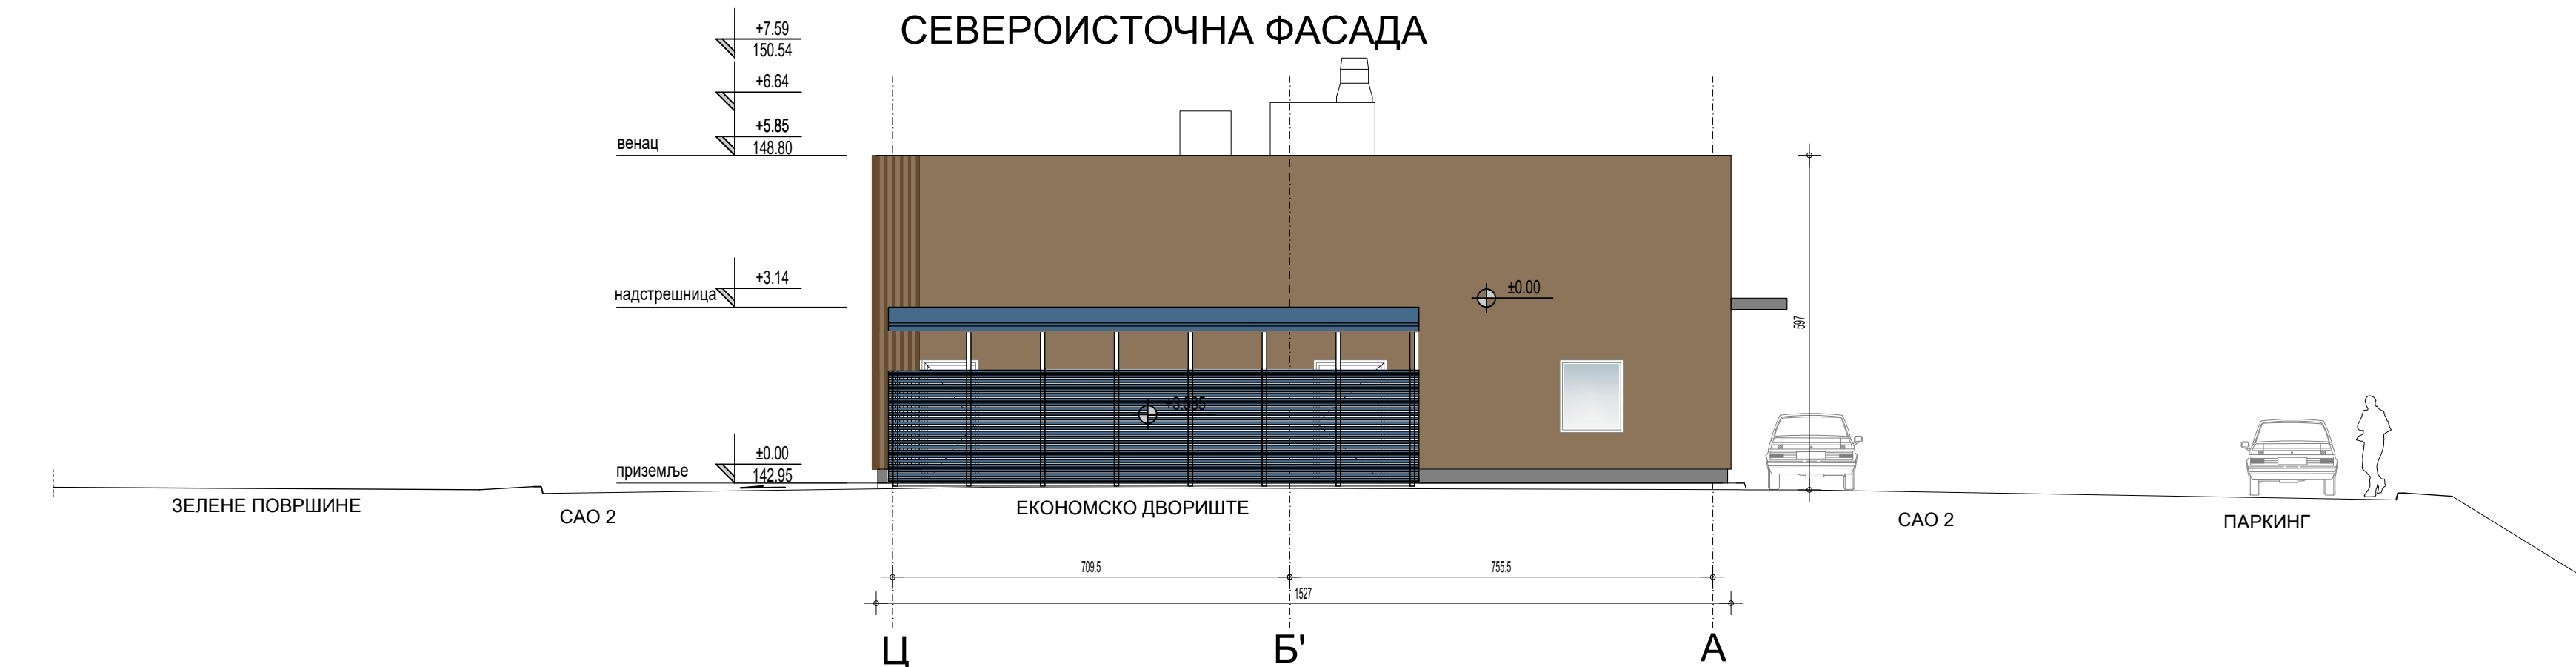 СЕВЕРОИСТОЧНА ФАСАДА
+7.59
150.54
+6.64
+5.85
венац
148.80
+3.14
надстрешница
±0.00
597
+3.585
±0.00
приземље
142.95
ЗЕЛЕНЕ ПОВРШИНЕ
САО 2
ЕКОНОМСКО ДВОРИШТЕ
САО 2
ПАРКИНГ
709.5
755.5
1527
Ц
Б'
А